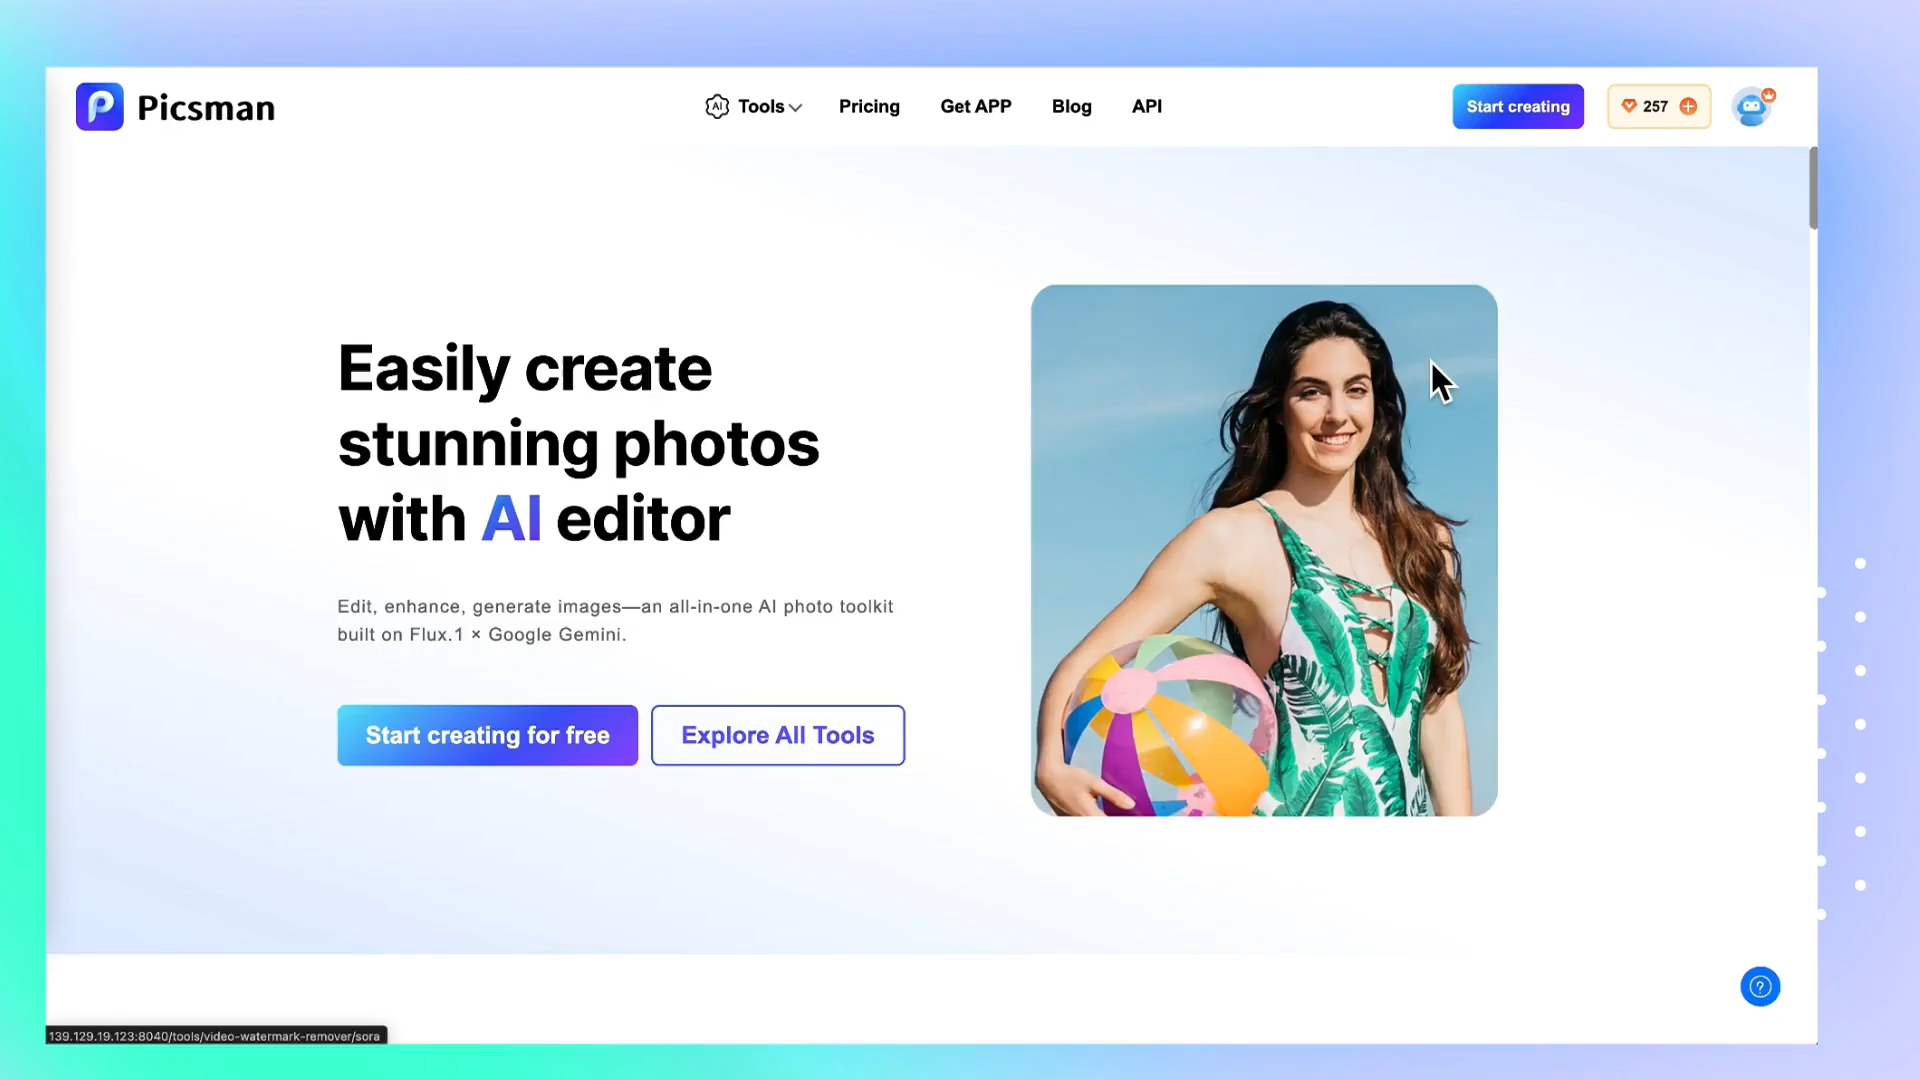 Picsman
AI Tools
Pricing
Get APP
Blog
API
Start creating
257
Easily create
stunning photos
with AI editor
Edit, enhance, generate images—an all-in-one AI photo toolkit
built on Flux.1 × Google Gemini.
Start creating for free
Explore All Tools
?
139.129.19.123:8040/tools/video-watermark-remover/sora